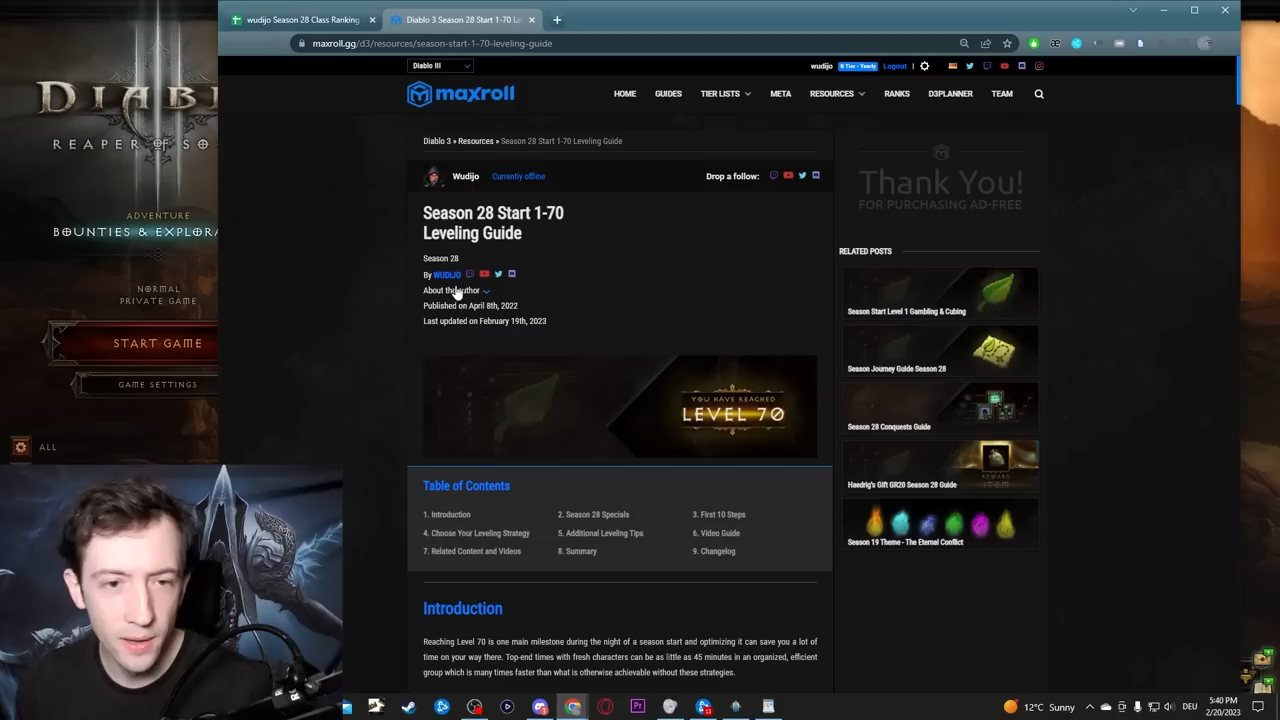 wudijo Season 28 Class Ranking
Diablo 3 Season 28 Start 1-70 Le
maxroll.gg/d3/resources/season-start-1-70-leveling-guide
Diablo III
wudijo
D Tier - Yearly
Logout
maxroll
HOME
GUIDES
TIER LISTS
META
RESOURCES
RANKS
D3PLANNER
TEAM
DIAB
REAPER OF SO
ADVENTURE
BOUNTIES & EXPLORA
NORMAL
PRIVATE GAME
START GAME
GAME SETTINGS
ALL
Diablo 3 » Resources » Season 28 Start 1-70 Leveling Guide
Wudijo
Currently offline
Drop a follow:
Season 28 Start 1-70
Leveling Guide
Season 28
By WUDIJO
About the author
Published on April 8th, 2022
Last updated on February 19th, 2023
YOU HAVE REACHED
LEVEL 70
Table of Contents
1. Introduction
2. Season 28 Specials
3. First 10 Steps
4. Choose Your Leveling Strategy
5. Additional Leveling Tips
6. Video Guide
7. Related Content and Videos
8. Summary
9. Changelog
Introduction
Reaching Level 70 is one main milestone during the night of a season start and optimizing it can save you a lot of
time on your way there. Top-end times with fresh characters can be as little as 45 minutes in an organized, efficient
group which is many times faster than what is otherwise achievable without these strategies.
Thank You!
FOR PURCHASING AD-FREE
RELATED POSTS
Season Start Level 1 Gambling & Cubing
Season Journey Guide Season 28
Season 28 Conquests Guide
REWARD
ITEM
Haedrig's Gift GR20 Season 28 Guide
Season 19 Theme - The Eternal Conflict
12°C Sunny
DEU
5:40 PM
2/20/2023